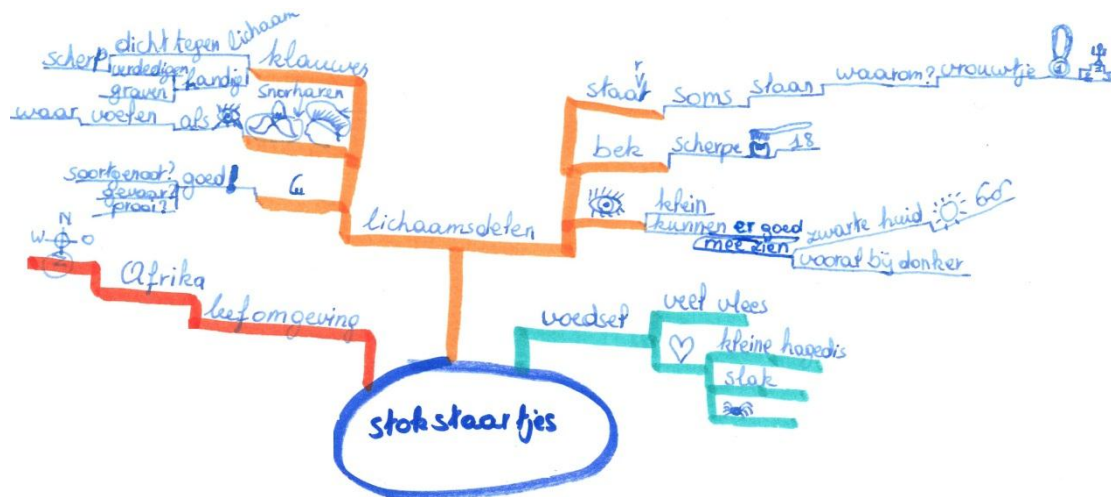 dicht tegen lichaam
klauwen
scherp
verdedigen
graven
handig
snorharen
waar voelen als
soortgenoot?
gevaar?
prooi?
goed!
lichaamsdelen
staat
r
soms staan waarom? vrouwtje
bek scherpe 18
klein
kunnen er goed
mee zien
zwarte huid
vooral bij donker
N
W O
Afrika
leefomgeving
voedsel
veel vlees
kleine hagedis
slak
stokstaartjes